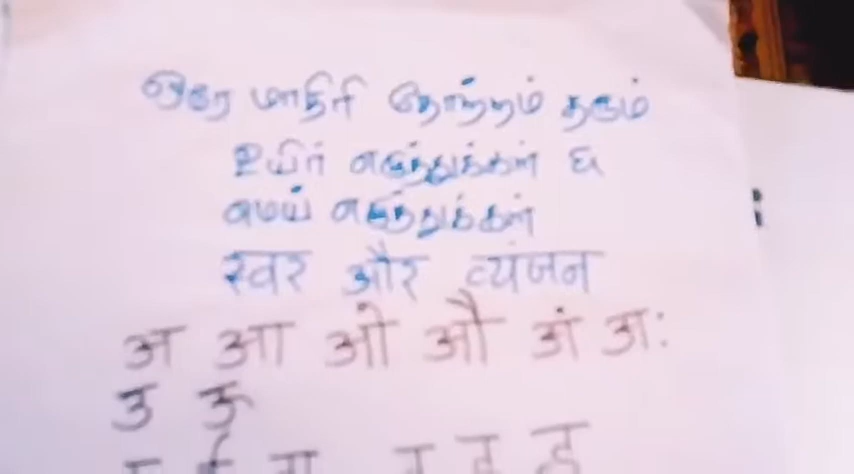 ஒரே மாதிரி தோற்றம் தரும்
உயிர் எழுத்துக்கள் &
மெய் எழுத்துக்கள்
स्वर और व्यंजन
अ आ ओ औ अं अः
उ ऊ